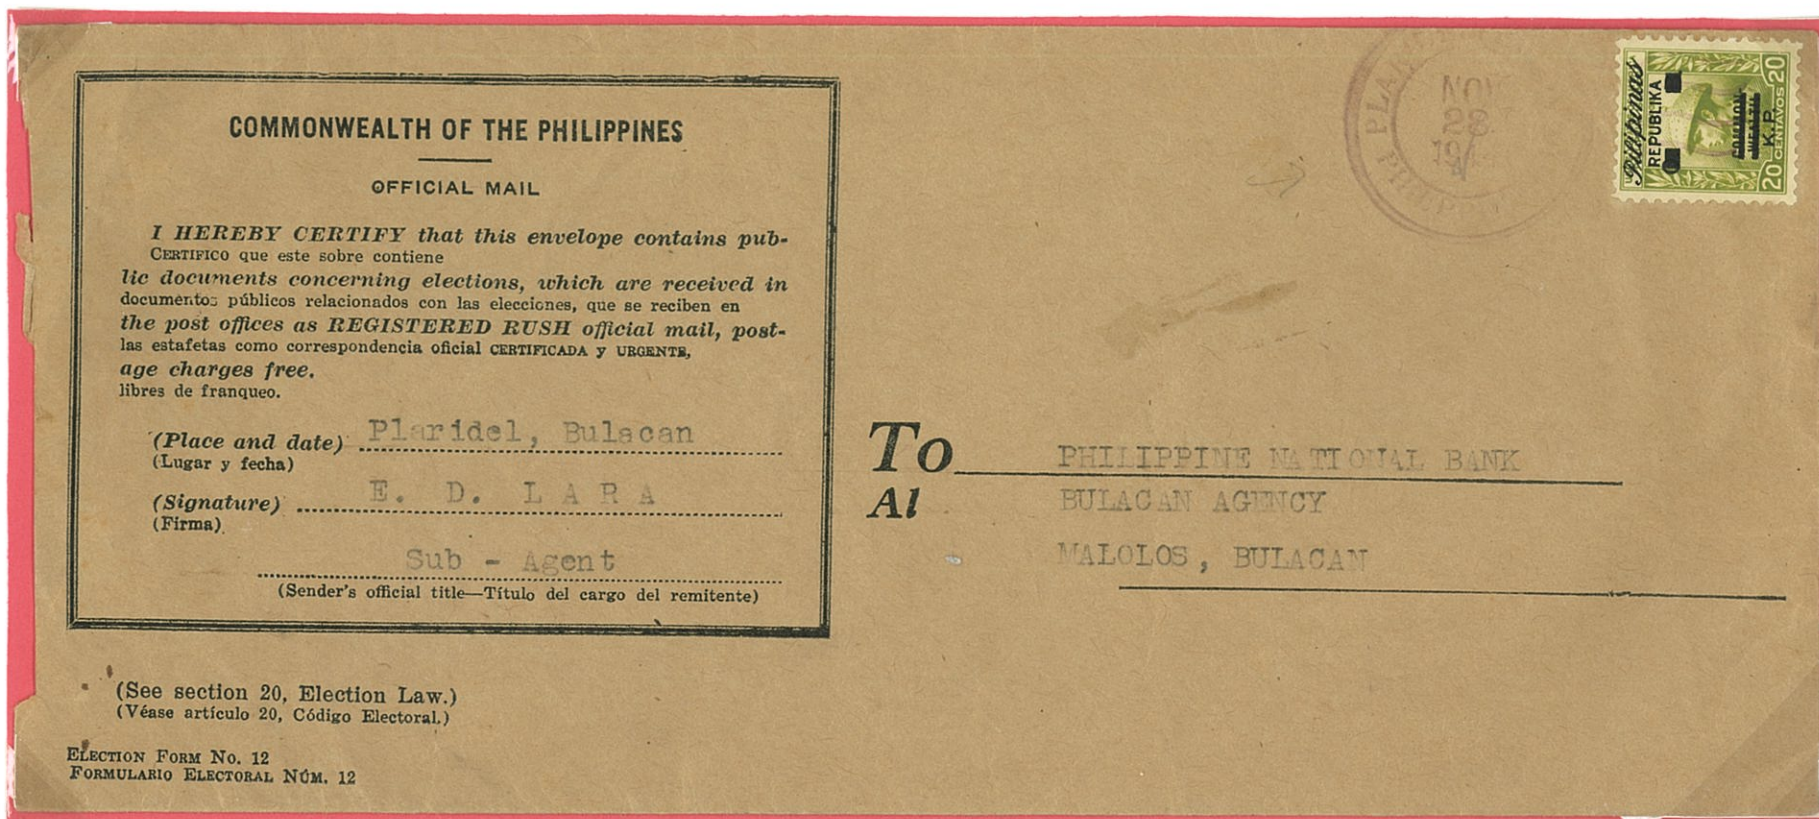 COMMONWEALTH OF THE PHILIPPINES
OFFICIAL MAIL
I HEREBY CERTIFY that this envelope contains pub-
CERTIFICO que este sobre contiene
lic documents concerning elections, which are received in
documentos públicos relacionados con las elecciones, que se reciben en
the post offices as REGISTERED RUSH official mail, post-
las estafetas como correspondencia oficial CERTIFICADA y URGENTE,
age charges free.
libres de franqueo.
(Place and date) Plaridel, Bulacan
(Lugar y fecha)
(Signature) E. D. LARA
(Firma)
Sub - Agent
(Sender's official title—Título del cargo del remitente)
(See section 20, Election Law.)
(Véase artículo 20, Código Electoral.)
ELECTION FORM NO. 12
FORMULARIO ELECTORAL NÚM. 12
To PHILIPPINE NATIONAL BANK
Al BULACAN AGENCY
MALOLOS, BULACAN
NOV
28
Pilipinas
REPUBLIKA
COMMON-
WEALTH
K.P.
20 CENTAVOS 20